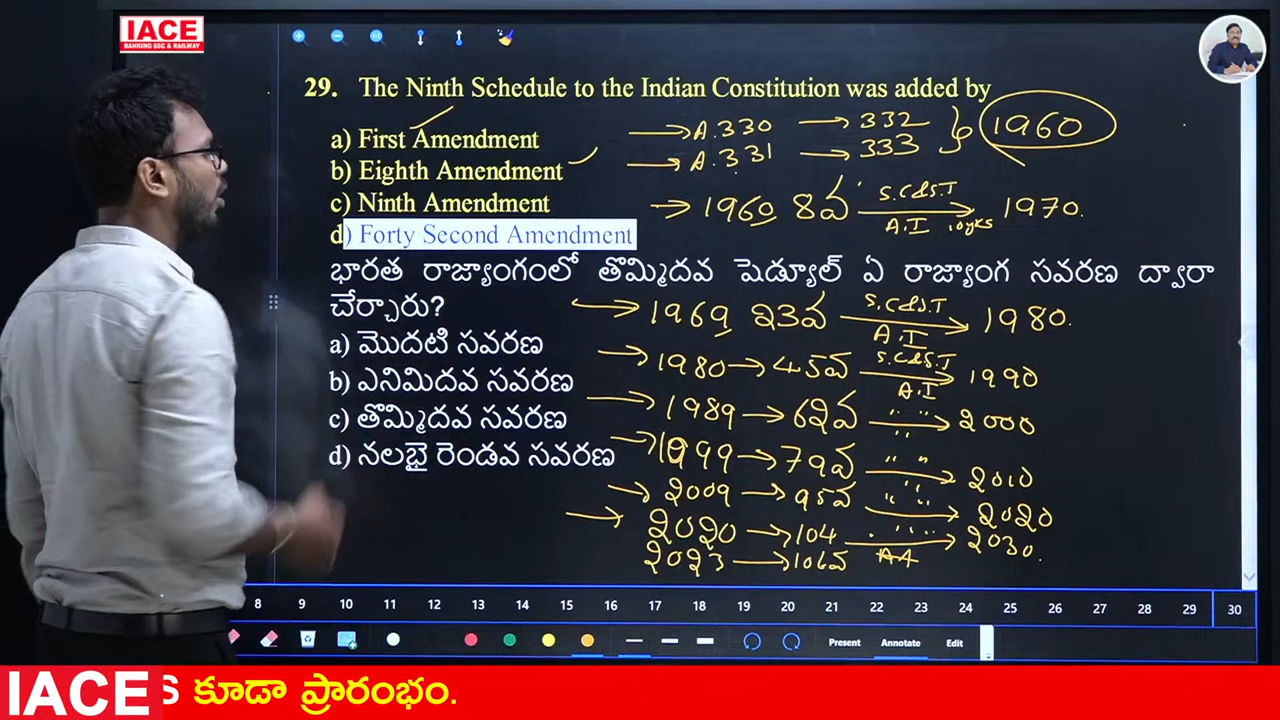 IACE
BANKING SSC & RAILWAY
29. The Ninth Schedule to the Indian Constitution was added by
a) First Amendment
b) Eighth Amendment
c) Ninth Amendment
d) Forty Second Amendment
భారత రాజ్యాంగంలో తొమ్మిదవ షెడ్యూల్ ఏ రాజ్యాంగ సవరణ ద్వారా
చేర్చారు?
a) మొదటి సవరణ
b) ఎనిమిదవ సవరణ
c) తొమ్మిదవ సవరణ
d) నలభై రెండవ సవరణ
→ A.330 → 332
→ A.331 → 333
1960
→ 1960 8వ S.C&S.T A.I 10yrs → 1970.
→ 1969 23వ S.C&S.T A.I → 1980.
→ 1980 → 45వ S.C&S.T A.I → 1990
→ 1989 → 62వ " " " → 2000
→ 1999 → 79వ " " " → 2010
→ 2009 → 95వ " " → 2020
→ 2020 → 104 → 2030.
2023 → 106వ
8 9 10 11 12 13 14 15 16 17 18 19 20 21 22 23 24 25 26 27 28 29 30
Present Annotate Edit
IACE S కూడా ప్రారంభం.